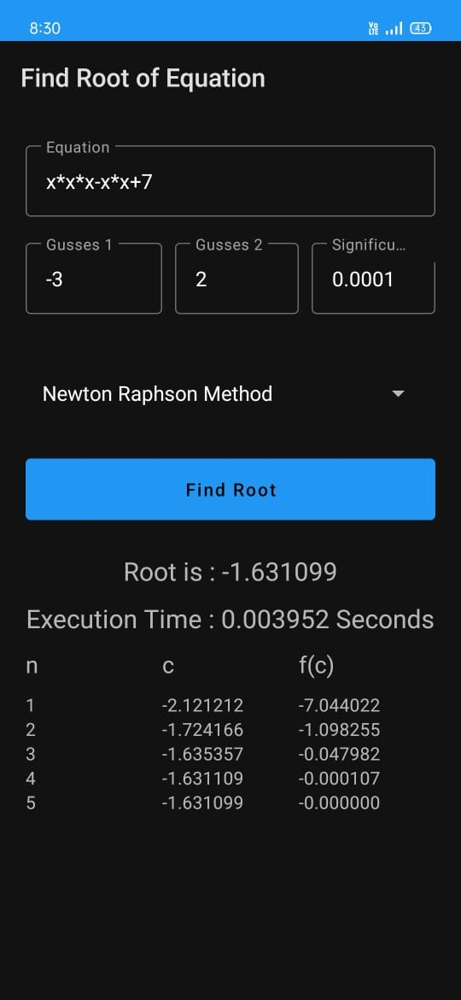 8:30 Vo LTE 43
Find Root of Equation
Equation
x*x*x-x*x+7
Gusses 1 Gusses 2 Significu...
-3 2 0.0001
Newton Raphson Method
Find Root
Root is : -1.631099
Execution Time : 0.003952 Seconds
n c f(c)
1 -2.121212 -7.044022
2 -1.724166 -1.098255
3 -1.635357 -0.047982
4 -1.631109 -0.000107
5 -1.631099 -0.000000